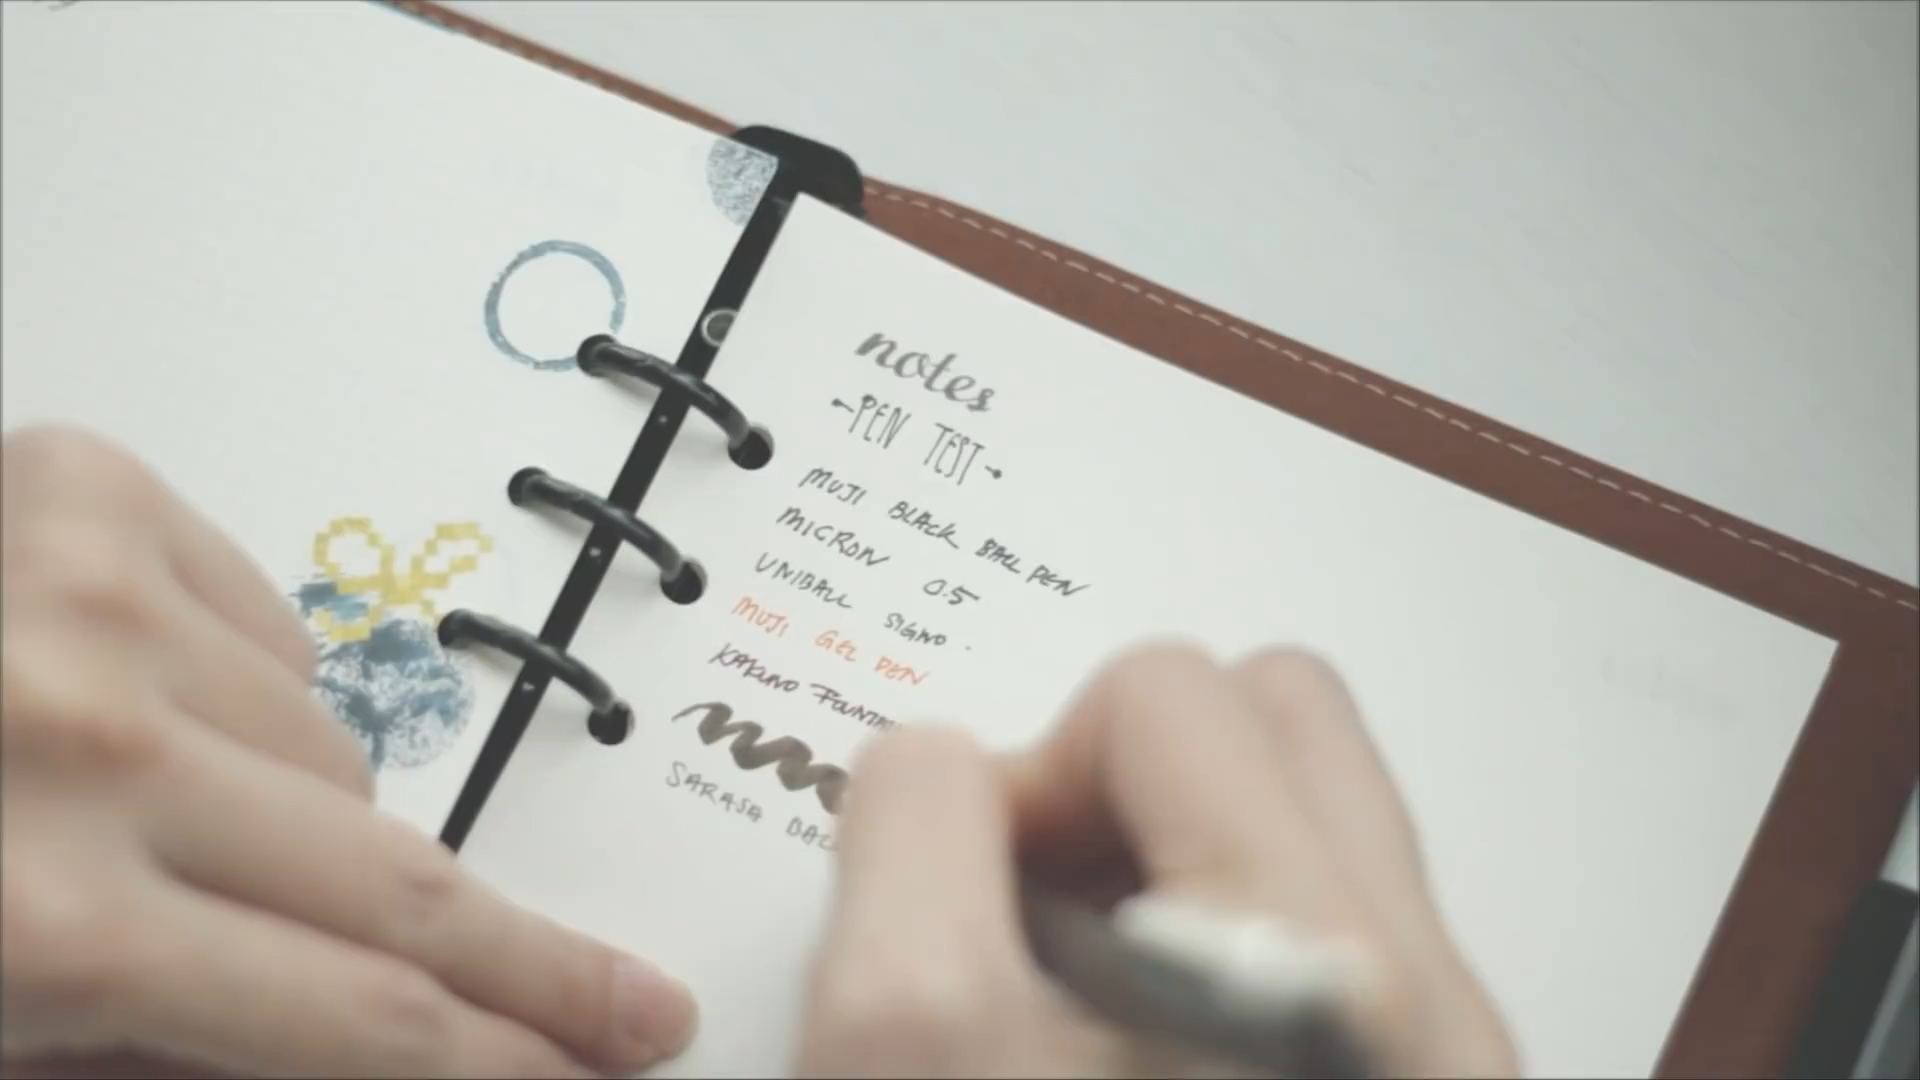 notes
PEN TEST
MUJI BLACK BALL PEN
MICRON 0.5
UNIBALL SIGNO.
MUJI GEL PEN
KAKUNO
SARASA